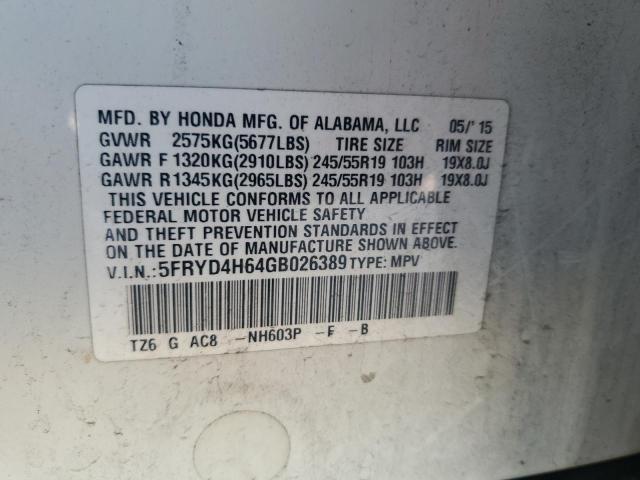 MFD. BY HONDA MFG. OF ALABAMA, LLC 05/'15
GVWR 2575KG(5677LBS) TIRE SIZE RIM SIZE
GAWR F 1320KG(2910LBS) 245/55R19 103H 19X8.0J
GAWR R 1345KG(2965LBS) 245/55R19 103H 19X8.0J
THIS VEHICLE CONFORMS TO ALL APPLICABLE
FEDERAL MOTOR VEHICLE SAFETY
AND THEFT PREVENTION STANDARDS IN EFFECT
ON THE DATE OF MANUFACTURE SHOWN ABOVE.
V.I.N.: 5FRYD4H64GB026389 TYPE: MPV
TZ6 G AC8 -NH603P -F -B